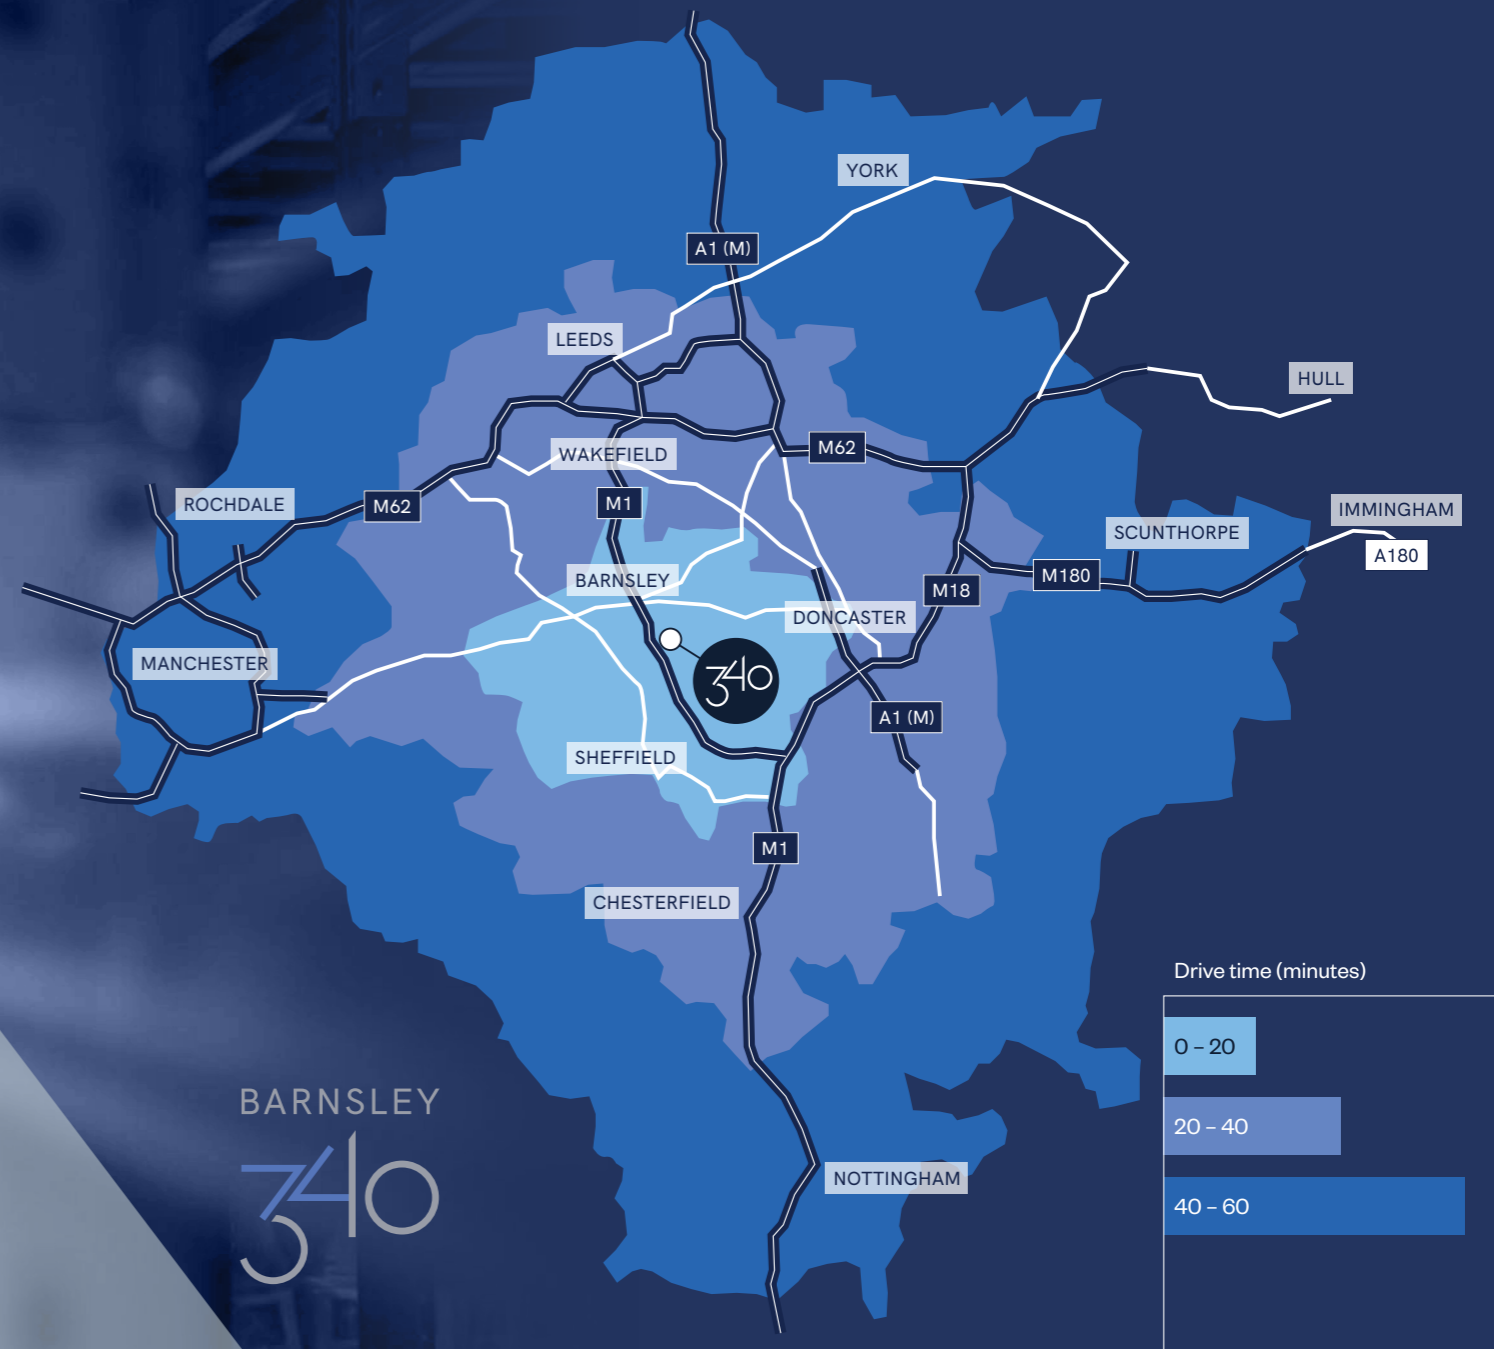 YORK
A1 (M)
LEEDS
HULL
WAKEFIELD
M62
M1
ROCHDALE
M62
IMMINGHAM
SCUNTHORPE
A180
BARNSLEY
M180
M18
DONCASTER
MANCHESTER
340
A1 (M)
SHEFFIELD
M1
CHESTERFIELD
NOTTINGHAM
Drive time (minutes)
0 – 20
20 – 40
40 – 60
BARNSLEY
340